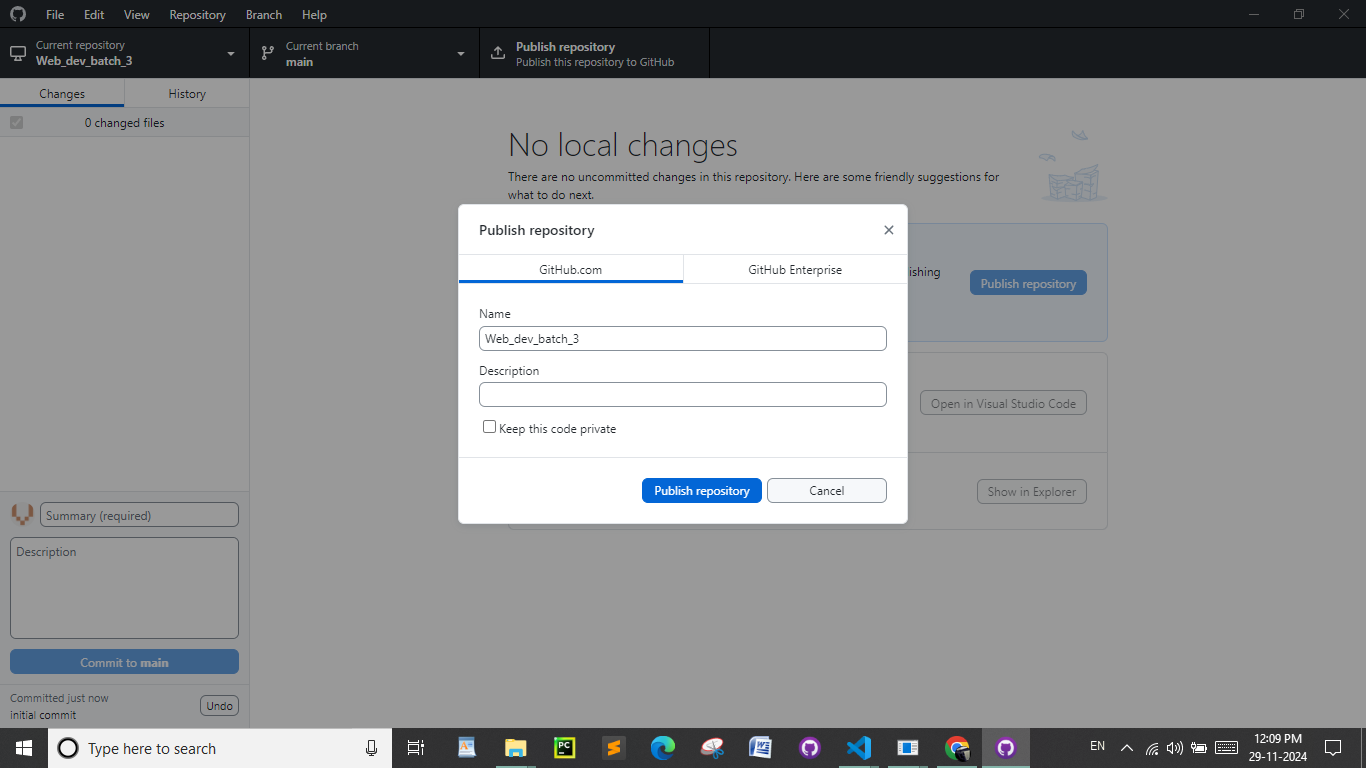 File Edit View Repository Branch Help
Current repository
Web_dev_batch_3
Current branch
main
Publish repository
Publish this repository to GitHub
Changes History
0 changed files
No local changes
There are no uncommitted changes in this repository. Here are some friendly suggestions for
what to do next.
ishing
Publish repository
Open in Visual Studio Code
Show in Explorer
Publish repository
GitHub.com GitHub Enterprise
Name
Web_dev_batch_3
Description
Keep this code private
Publish repository Cancel
Summary (required)
Description
Commit to main
Committed just now
initial commit
Undo
Type here to search
PC
W
EN
12:09 PM
29-11-2024